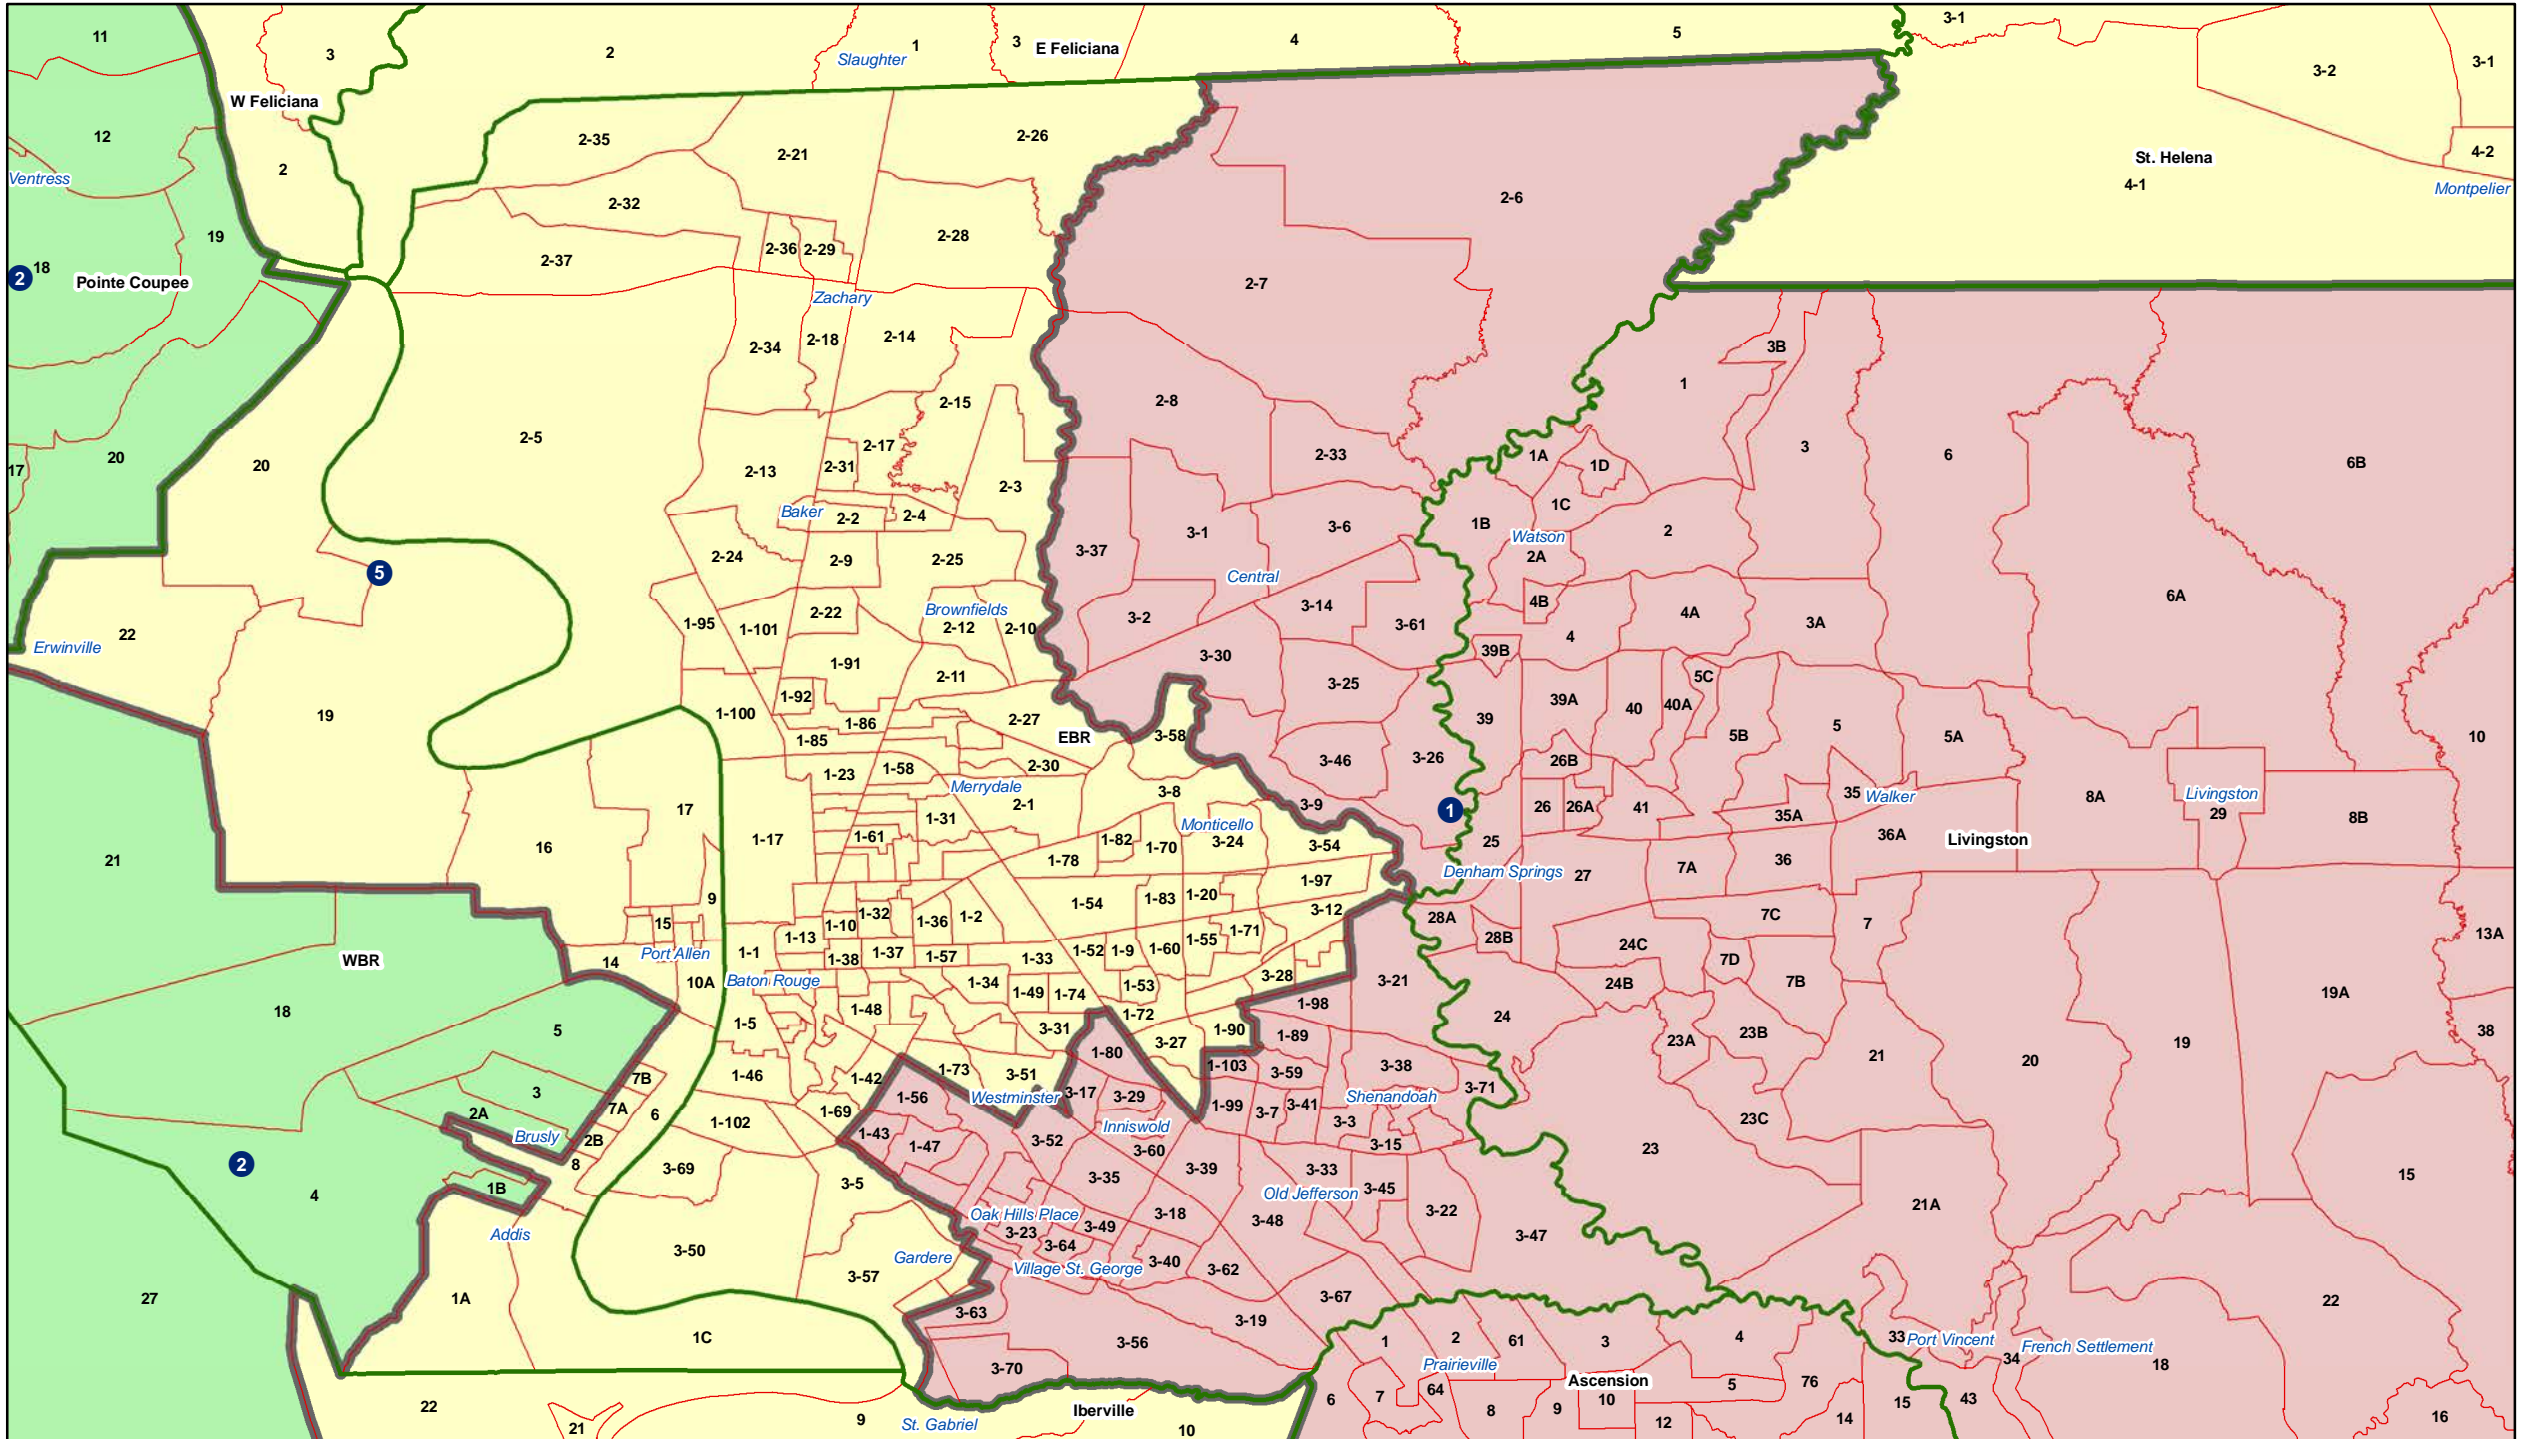 11
3
2
Slaughter
1
3
E Feliciana
4
5
3-1
3-2
3-1
W Feliciana
12
2
2-35
2-21
2-26
St. Helena
4-2
4-1
Montpelier
Ventress
19
2-32
2-36
2-29
2-28
2-6
2
18
Pointe Coupee
2-37
Zachary
2-7
2-34
2-18
2-14
3B
1
2-5
2-15
2-8
2-17
2-31
2-13
3
6
6B
17
20
20
2-3
2-33
1A
1D
1C
1B
Baker
2-2
2-4
3-1
3-6
Watson
2
2A
5
2-24
2-9
2-25
3-37
Central
4B
4A
3A
6A
22
Erwinville
1-95
1-101
2-22
Brownfields
2-12
2-10
3-2
3-14
3-61
4
39B
1-91
2-11
3-30
3-25
5C
1-92
1-100
19
1-86
2-27
1-85
EBR
3-58
39
39A
40
40A
5B
5
5A
10
1-23
1-58
2-30
3-46
3-26
26B
Merrydale
2-1
3-8
3-9
1
26
26A
41
35
Walker
35A
8A
Livingston
29
8B
17
16
1-17
1-31
1-61
1-82
1-70
Monticello
3-24
3-54
25
36A
Livingston
21
1-78
36
7A
27
Denham Springs
1-97
9
15
1-10
1-32
1-36
1-2
1-54
1-83
1-20
3-12
28A
28B
7C
7
13A
WBR
14
Port Allen
10A
1-1
1-13
1-38
1-37
1-57
1-33
1-52
1-9
1-60
1-55
1-71
24C
7D
Baton Rouge
1-34
1-49
1-74
1-53
3-28
3-21
24B
7B
19A
18
5
1-5
1-48
3-31
1-72
1-90
1-98
1-89
24
23A
23B
38
3
7B
1-46
1-42
1-73
3-51
1-80
3-27
1-103
3-59
3-38
21
20
19
2A
7A
6
1-69
1-56
Westminster
3-17
3-29
1-99
3-7
3-41
Shenandoah
3-71
23C
Brusly
2B
1-102
1-43
1-47
3-52
Inniswold
3-60
3-3
3-15
23
2
4
8
1B
3-69
3-5
3-35
3-39
3-33
3-45
3-22
15
Addis
Oak Hills Place
Old Jefferson
21A
3-23
3-49
3-18
3-48
3-47
3-50
Gardere
3-64
3-57
Village St. George
3-40
3-62
27
1A
3-63
3-67
22
1C
3-56
3-19
1
2
61
3
4
33
Port Vincent
French Settlement
3-70
Prairieville
34
18
Ascension
22
21
9
St. Gabriel
Iberville
10
6
7
64
8
9
10
5
12
76
14
15
43
16